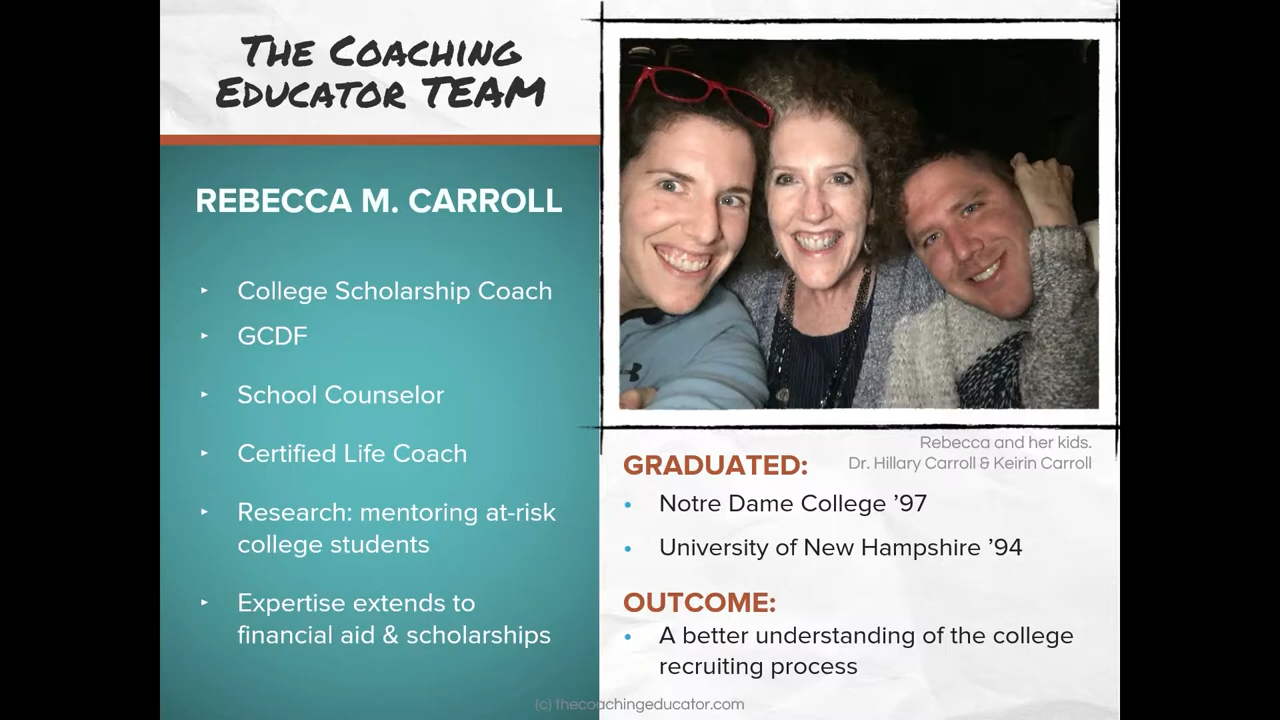 THE COACHING
EDUCATOR TEAM
REBECCA M. CARROLL
‣ College Scholarship Coach
‣ GCDF
‣ School Counselor
‣ Certified Life Coach
‣ Research: mentoring at-risk
college students
‣ Expertise extends to
financial aid & scholarships
Rebecca and her kids.
Dr. Hillary Carroll & Keirin Carroll
GRADUATED:
• Notre Dame College ’97
• University of New Hampshire ’94
OUTCOME:
• A better understanding of the college
recruiting process
(c) thecoachingeducator.com